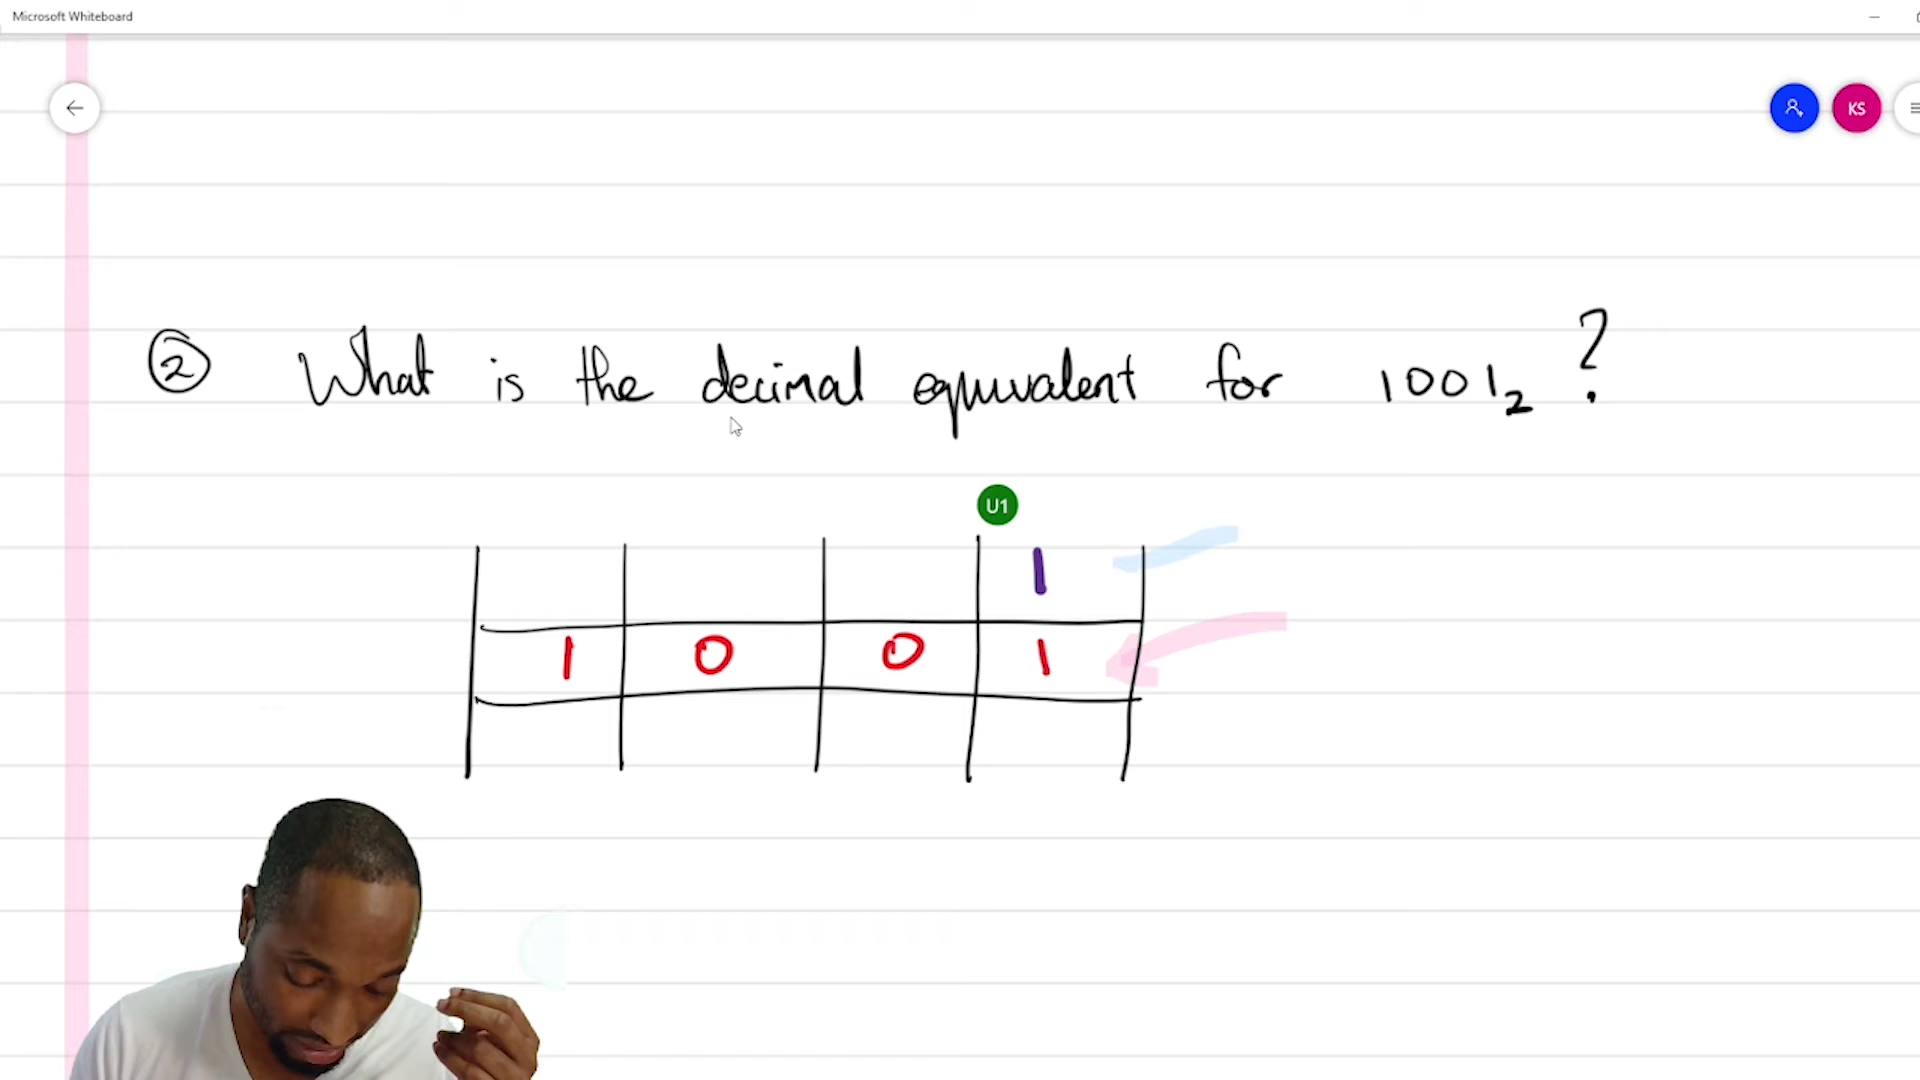 Microsoft Whiteboard
KS
② What is the decimal equivalent for 1001₂ ?
U1
1
1 0 0 1